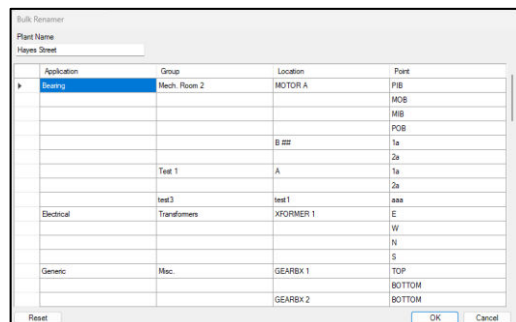 Bulk Renamer
Plant Name
Hayes Street
Application Group Location Point
Bearing Mech. Room 2 MOTOR A PIB
MOB
MIB
POB
B ## 1a
2a
Test 1 A 1a
2a
test3 test1 aaa
Electrical Transformers XFORMER 1 E
W
N
S
Generic Misc. GEARBX 1 TOP
BOTTOM
GEARBX 2 BOTTOM
Reset OK Cancel